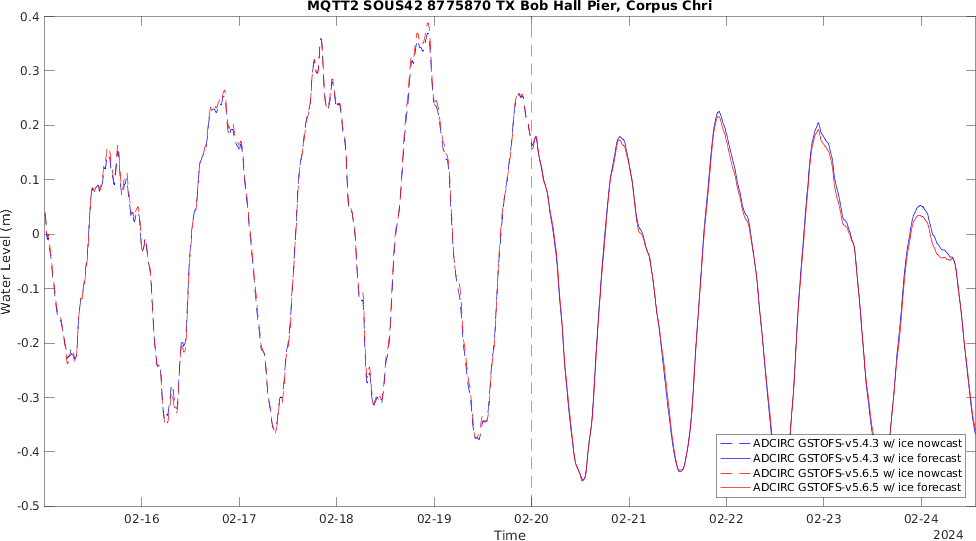 MQTT2 SOUS42 8775870 TX Bob Hall Pier, Corpus Chri
0.4
0.3
0.2
0.1
0
-0.1
-0.2
-0.3
-0.4
-0.5
Water Level (m)
ADCIRC GSTOFS-v5.4.3 w/ ice nowcast
ADCIRC GSTOFS-v5.4.3 w/ ice forecast
ADCIRC GSTOFS-v5.6.5 w/ ice nowcast
ADCIRC GSTOFS-v5.6.5 w/ ice forecast
02-16 02-17 02-18 02-19 02-20 02-21 02-22 02-23 02-24
Time
2024